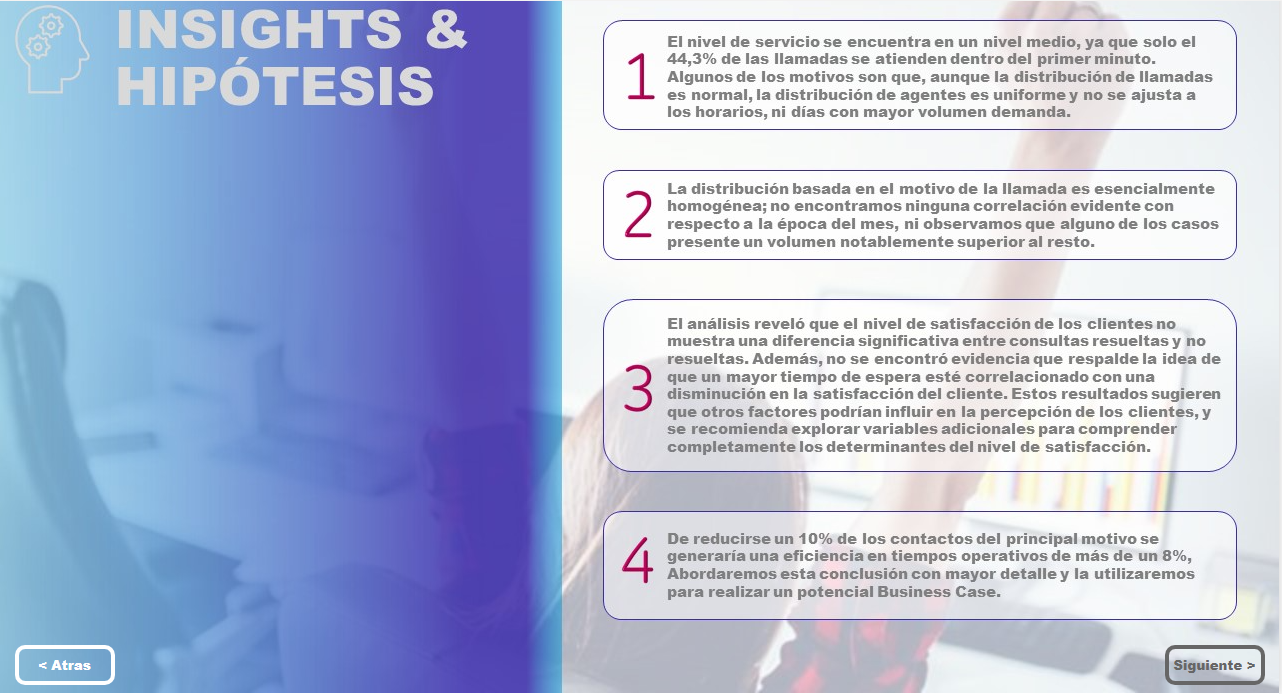 INSIGHTS &
HIPÓTESIS
1
El nivel de servicio se encuentra en un nivel medio, ya que solo el
44,3% de las llamadas se atienden dentro del primer minuto.
Algunos de los motivos son que, aunque la distribución de llamadas
es normal, la distribución de agentes es uniforme y no se ajusta a
los horarios, ni días con mayor volumen demanda.
2
La distribución basada en el motivo de la llamada es esencialmente
homogénea; no encontramos ninguna correlación evidente con
respecto a la época del mes, ni observamos que alguno de los casos
presente un volumen notablemente superior al resto.
3
El análisis reveló que el nivel de satisfacción de los clientes no
muestra una diferencia significativa entre consultas resueltas y no
resueltas. Además, no se encontró evidencia que respalde la idea de
que un mayor tiempo de espera esté correlacionado con una
disminución en la satisfacción del cliente. Estos resultados sugieren
que otros factores podrían influir en la percepción de los clientes, y
se recomienda explorar variables adicionales para comprender
completamente los determinantes del nivel de satisfacción.
4
De reducirse un 10% de los contactos del principal motivo se
generaría una eficiencia en tiempos operativos de más de un 8%,
Abordaremos esta conclusión con mayor detalle y la utilizaremos
para realizar un potencial Business Case.
< Atras
Siguiente >